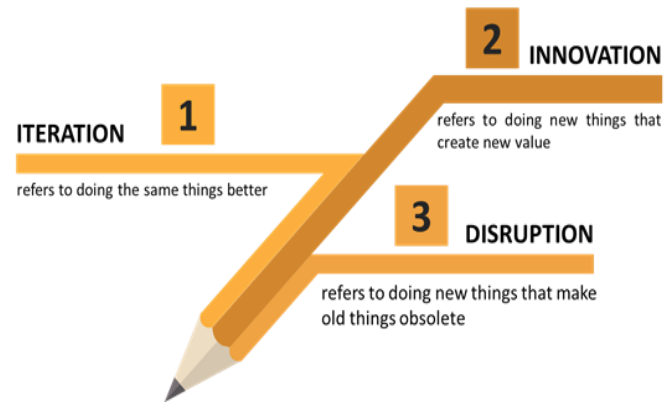 1
ITERATION
refers to doing the same things better
2
INNOVATION
refers to doing new things that
create new value
3
DISRUPTION
refers to doing new things that make
old things obsolete